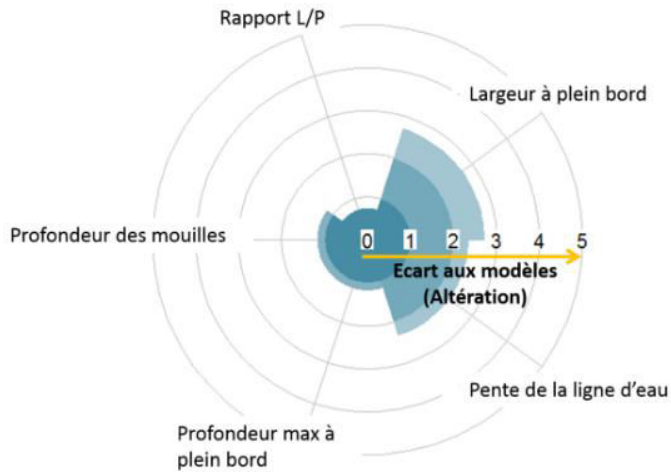 Rapport L/P
Largeur à plein bord
Profondeur des mouilles
0 1 2 3 4 5
Ecart aux modèles
(Altération)
Pente de la ligne d'eau
Profondeur max à
plein bord